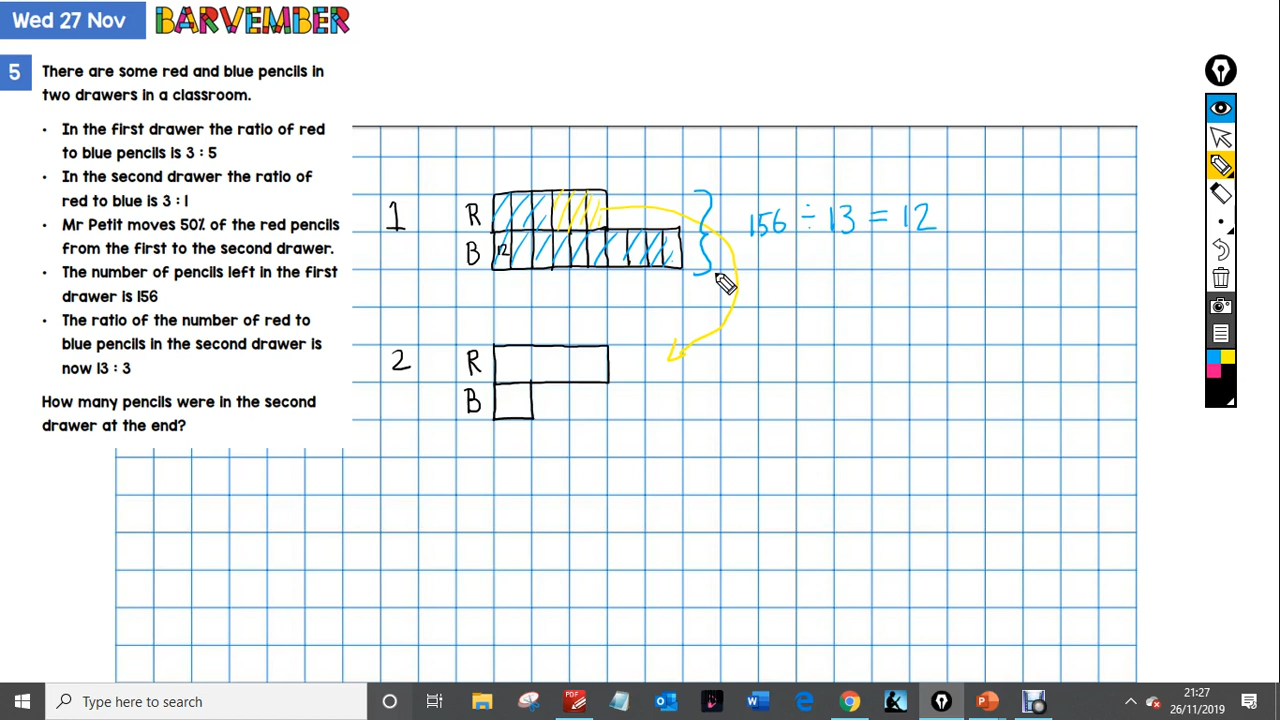 Wed 27 Nov
BARVEMBER
5
There are some red and blue pencils in
two drawers in a classroom.
• In the first drawer the ratio of red
to blue pencils is 3 : 5
• In the second drawer the ratio of
red to blue is 3 : 1
• Mr Petit moves 50% of the red pencils
from the first to the second drawer.
• The number of pencils left in the first
drawer is 156
• The ratio of the number of red to
blue pencils in the second drawer is
now 13 : 3
How many pencils were in the second
drawer at the end?
1
R
B
12
156 ÷ 13 = 12
2
R
B
Type here to search
PDF
21:27
26/11/2019